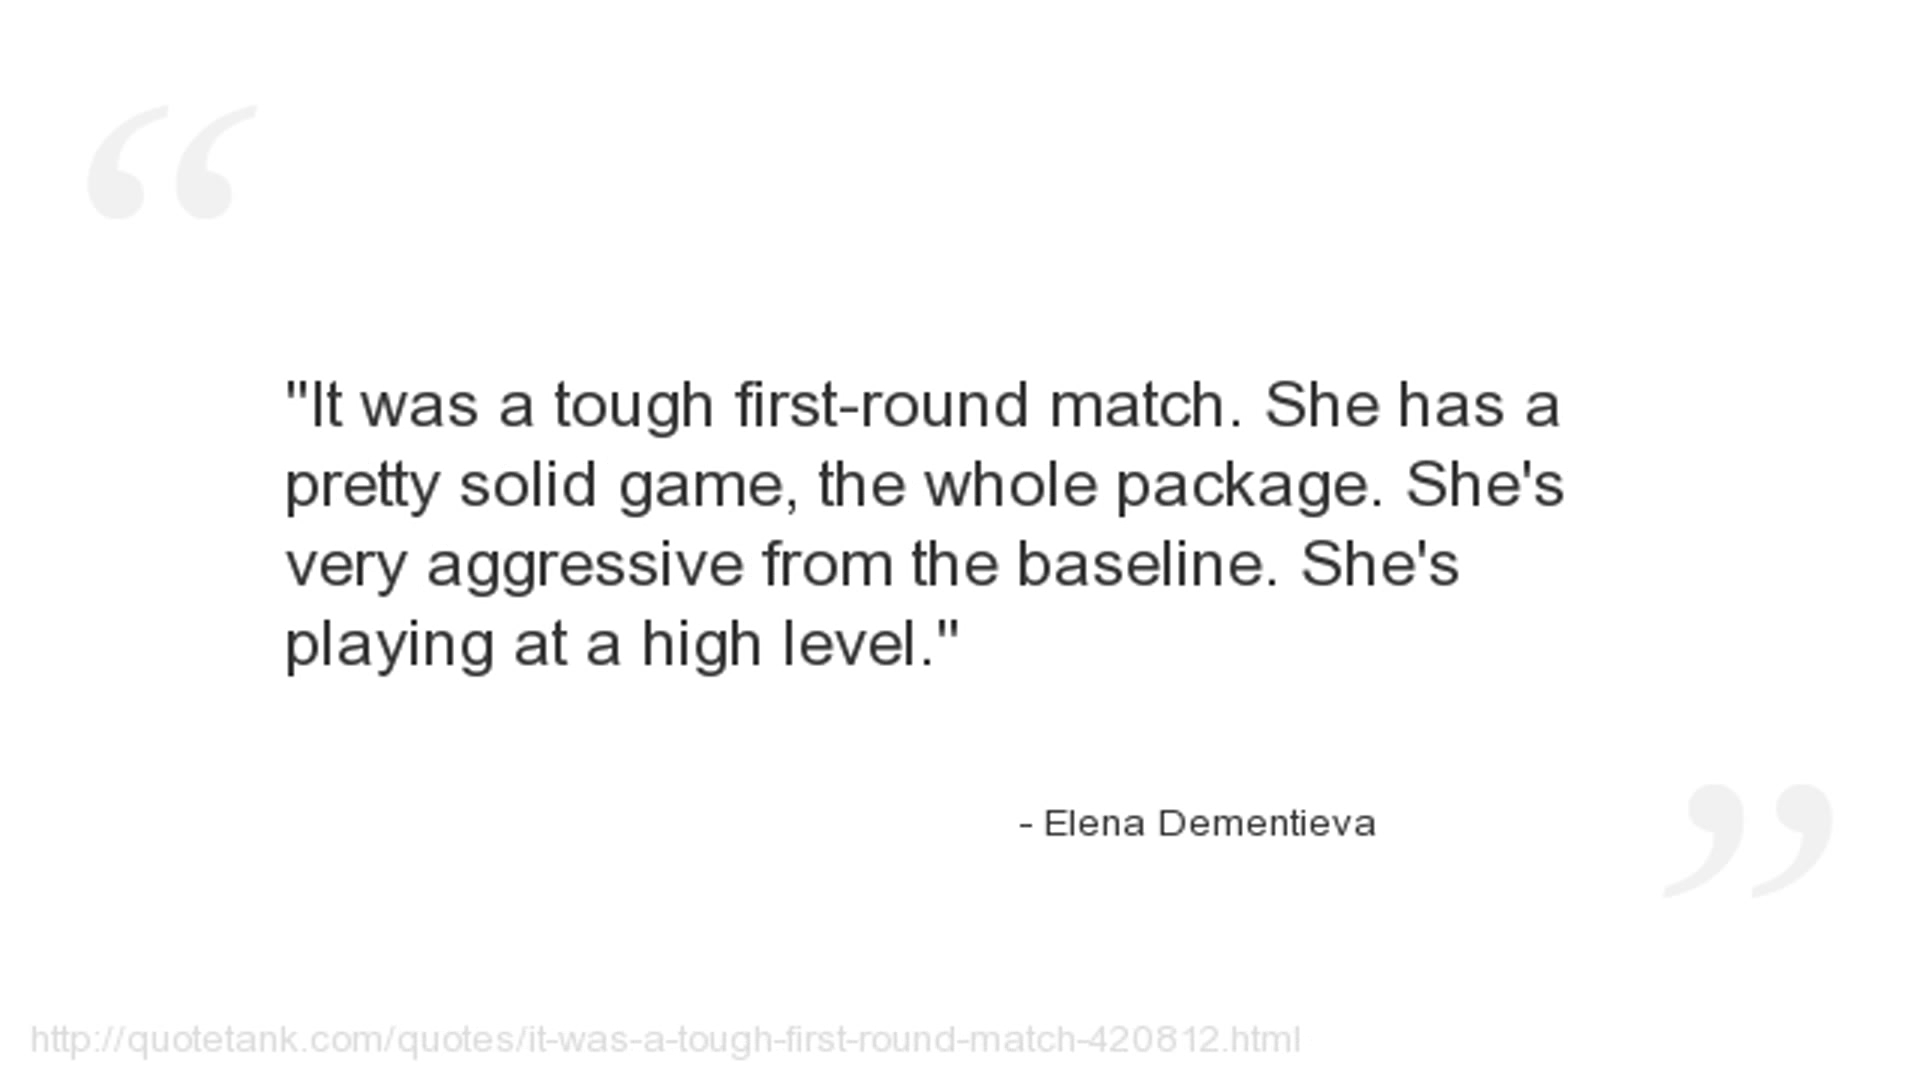 "It was a tough first-round match. She has a
pretty solid game, the whole package. She's
very aggressive from the baseline. She's
playing at a high level."
- Elena Dementieva
http://quotetank.com/quotes/it-was-a-tough-first-round-match-420812.html